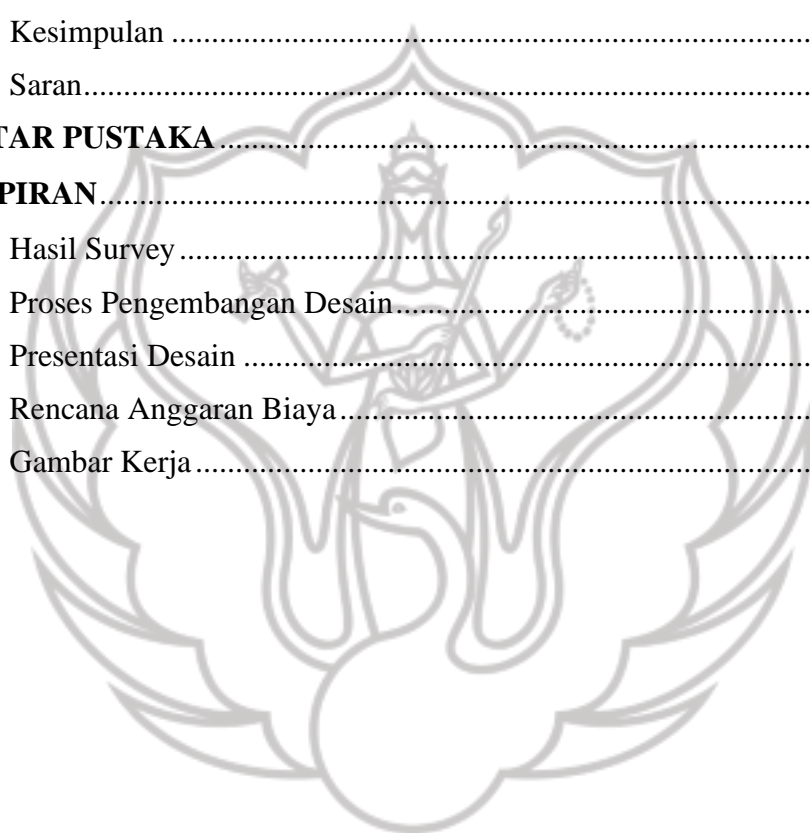 Kesimpulan ................................................................................
Saran...........................................................................................
TAR PUSTAKA..........................................................................
PIRAN.........................................................................................
Hasil Survey...............................................................................
Proses Pengembangan Desain....................................................
Presentasi Desain .......................................................................
Rencana Anggaran Biaya...........................................................
Gambar Kerja.............................................................................